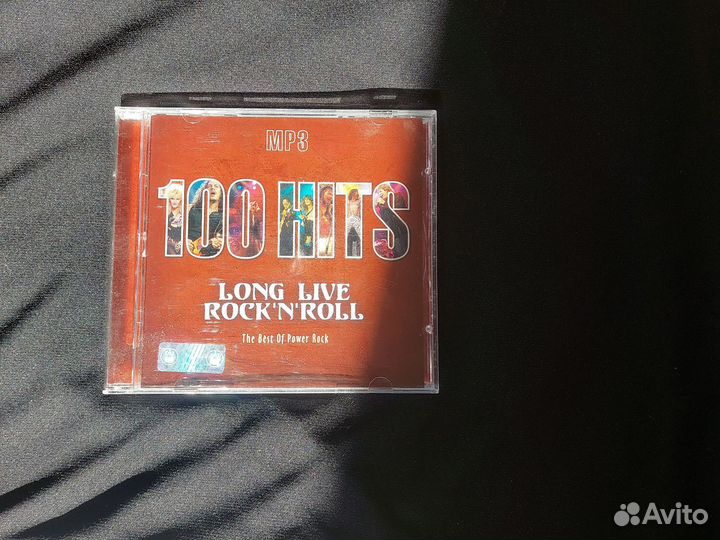 MP3
100 HITS
LONG LIVE
ROCK'N'ROLL
The Best Of Power Rock
Avito